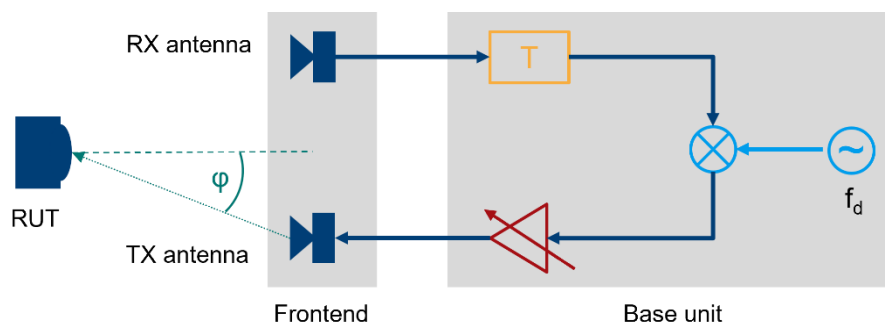 RX antenna
T
φ
RUT
f_d
TX antenna
Frontend
Base unit